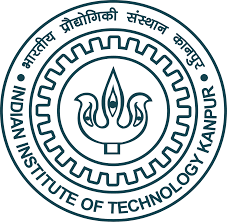 भारतीय प्रौद्योगिकी संस्थान कानपुर
INDIAN INSTITUTE OF TECHNOLOGY KANPUR